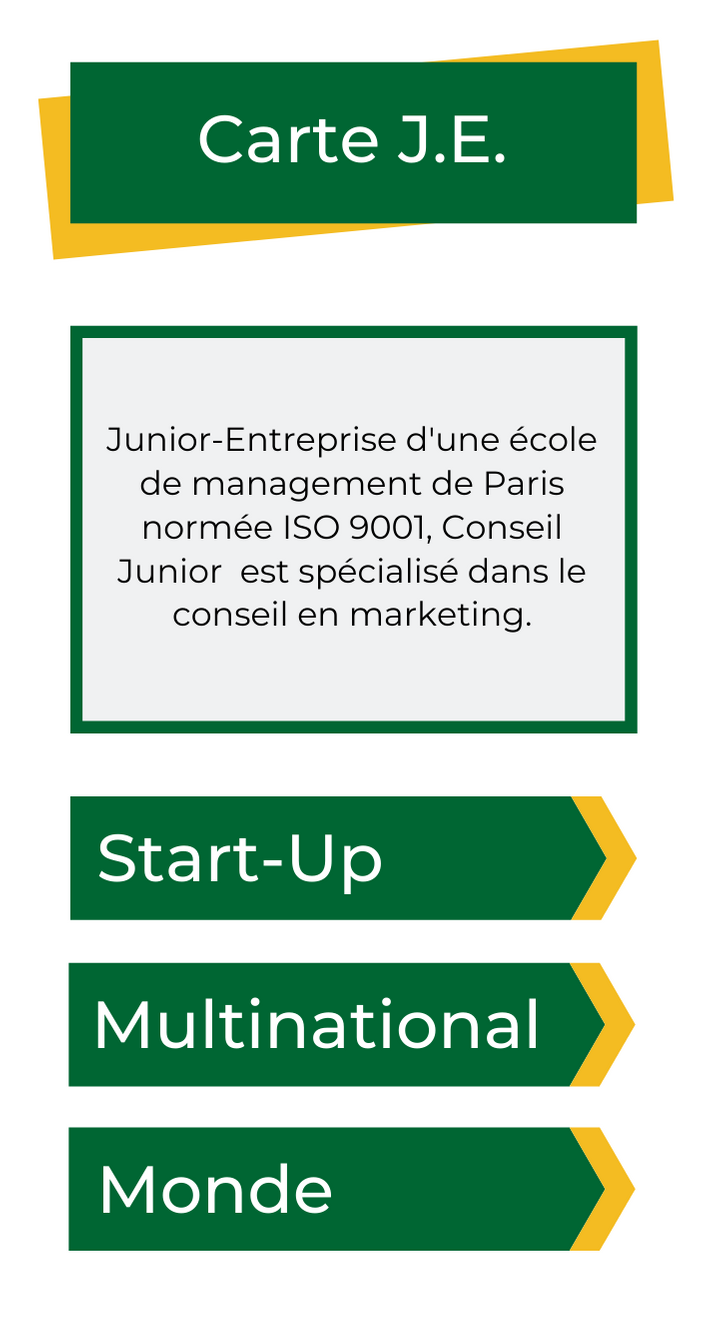 Carte J.E.
Junior-Entreprise d'une école
de management de Paris
normée ISO 9001, Conseil
Junior  est spécialisé dans le
conseil en marketing.
Start-Up
Multinational
Monde